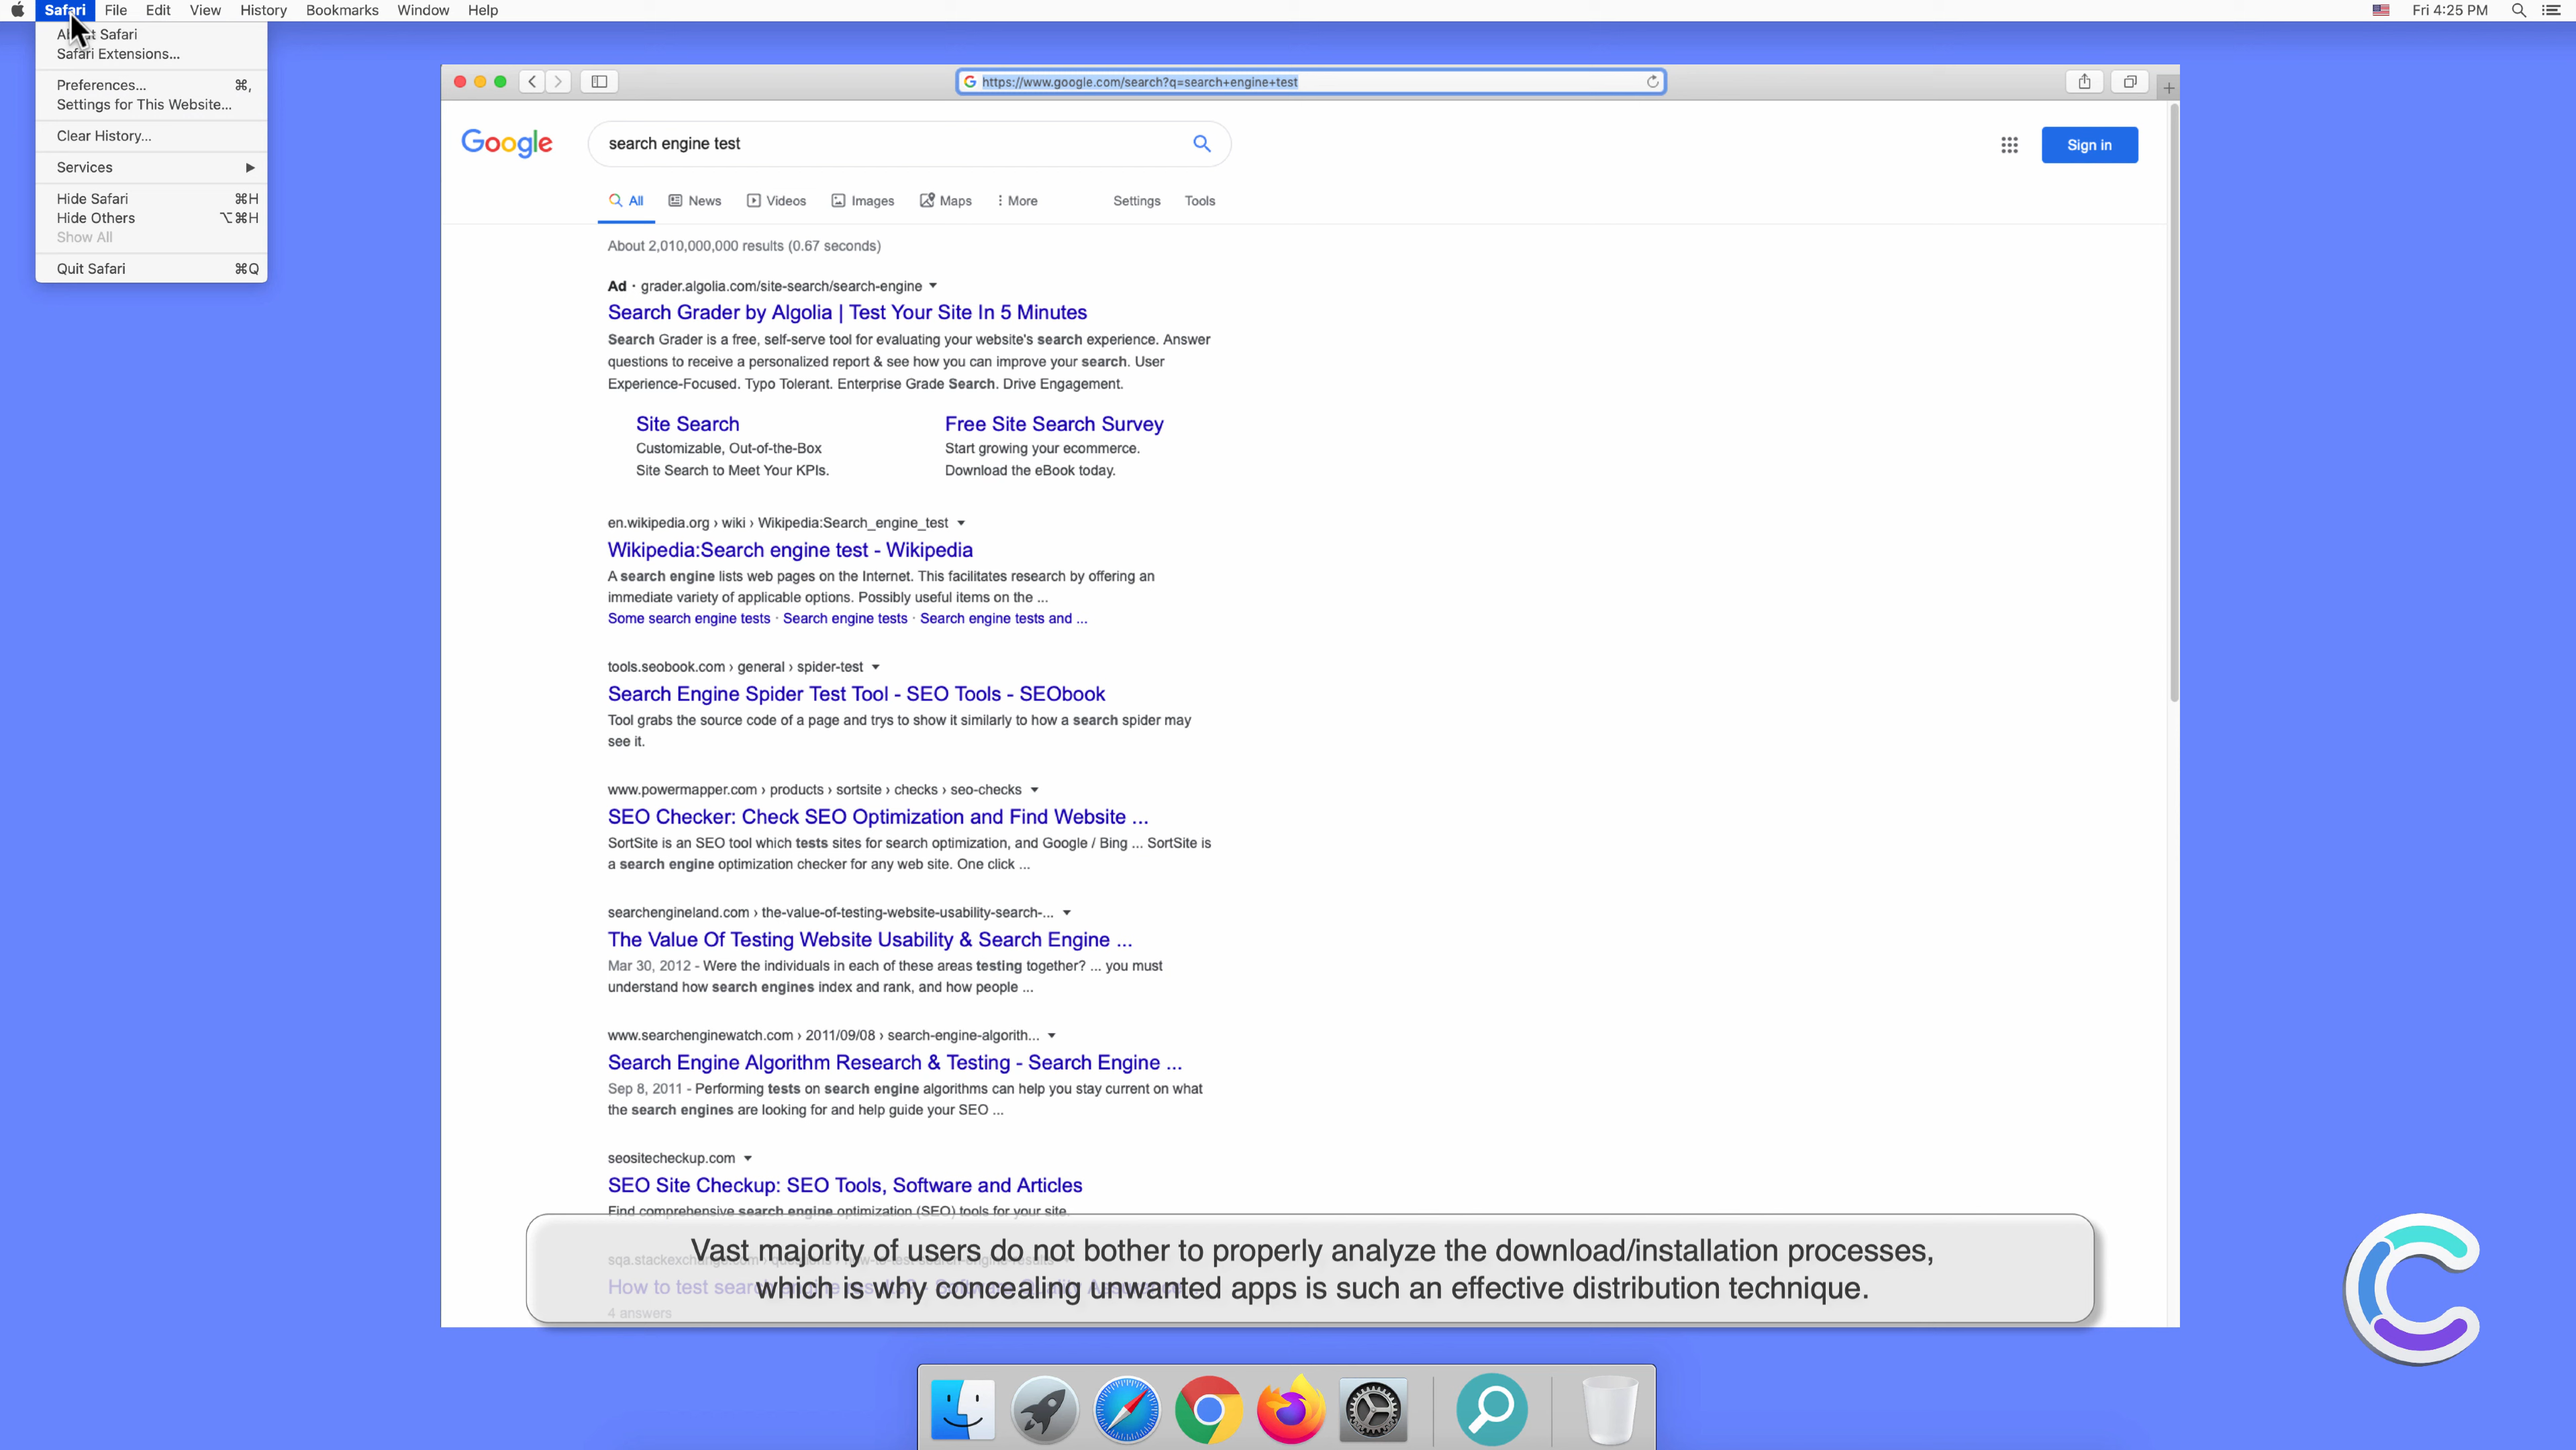 Safari File Edit View History Bookmarks Window Help
Fri 4:25 PM
Safari
Safari Extensions...
Preferences... ⌘,
Settings for This Website...
Clear History...
Services ▶
Hide Safari ⌘H
Hide Others ⌥⌘H
Show All
Quit Safari ⌘Q
https://www.google.com/search?q=search+engine+test
Google
search engine test
Sign in
All News Videos Images Maps More Settings Tools
About 2,010,000,000 results (0.67 seconds)
Ad · grader.algolia.com/site-search/search-engine
Search Grader by Algolia | Test Your Site In 5 Minutes
Search Grader is a free, self-serve tool for evaluating your website's search experience. Answer
questions to receive a personalized report & see how you can improve your search. User
Experience-Focused. Typo Tolerant. Enterprise Grade Search. Drive Engagement.
Site Search
Customizable, Out-of-the-Box
Site Search to Meet Your KPIs.
Free Site Search Survey
Start growing your ecommerce.
Download the eBook today.
en.wikipedia.org › wiki › Wikipedia:Search_engine_test
Wikipedia:Search engine test - Wikipedia
A search engine lists web pages on the Internet. This facilitates research by offering an
immediate variety of applicable options. Possibly useful items on the ...
Some search engine tests · Search engine tests · Search engine tests and ...
tools.seobook.com › general › spider-test
Search Engine Spider Test Tool - SEO Tools - SEObook
Tool grabs the source code of a page and trys to show it similarly to how a search spider may
see it.
www.powermapper.com › products › sortsite › checks › seo-checks
SEO Checker: Check SEO Optimization and Find Website ...
SortSite is an SEO tool which tests sites for search optimization, and Google / Bing ... SortSite is
a search engine optimization checker for any web site. One click ...
searchengineland.com › the-value-of-testing-website-usability-search-...
The Value Of Testing Website Usability & Search Engine ...
Mar 30, 2012 - Were the individuals in each of these areas testing together? ... you must
understand how search engines index and rank, and how people ...
www.searchenginewatch.com › 2011/09/08 › search-engine-algorith...
Search Engine Algorithm Research & Testing - Search Engine ...
Sep 8, 2011 - Performing tests on search engine algorithms can help you stay current on what
the search engines are looking for and help guide your SEO ...
seositecheckup.com
SEO Site Checkup: SEO Tools, Software and Articles
Find comprehensive search engine optimization (SEO) tools for your site.
Vast majority of users do not bother to properly analyze the download/installation processes,
which is why concealing unwanted apps is such an effective distribution technique.
How to test
4 answers